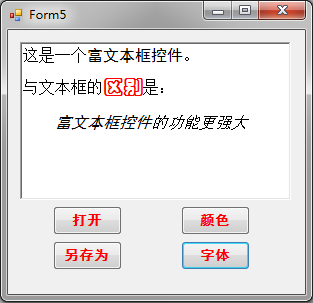 Form5
这是一个富文本框控件。
与文本框的区别是：
富文本框控件的功能更强大
打开 颜色
另存为 字体